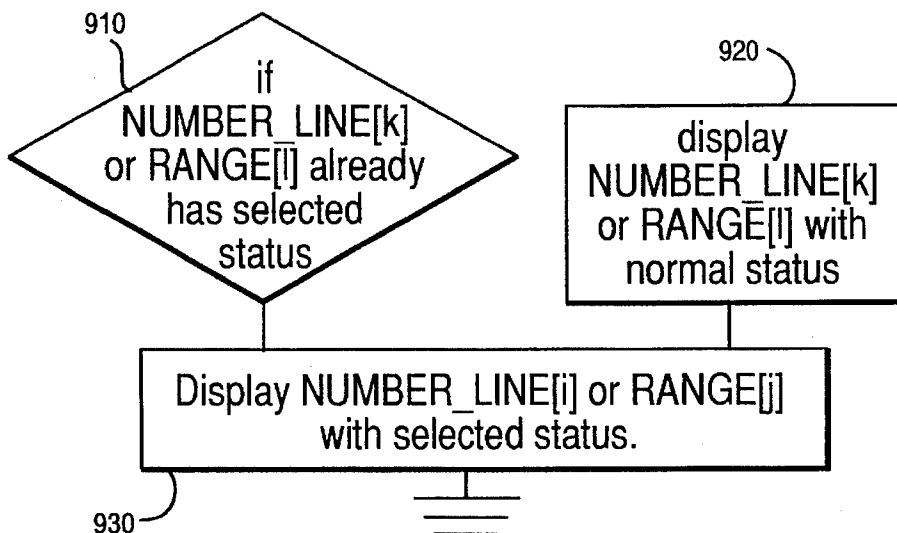 910
if
NUMBER_LINE[k]
or RANGE[l] already
has selected
status
920
display
NUMBER_LINE[k]
or RANGE[l] with
normal status
Display NUMBER_LINE[i] or RANGE[j]
with selected status.
930